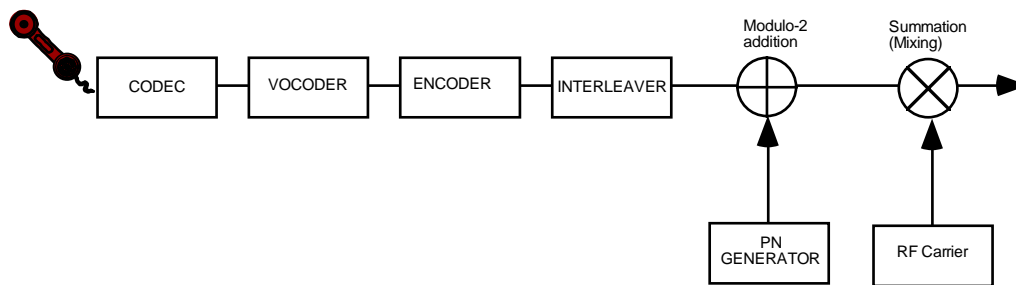 Modulo-2
addition
Summation
(Mixing)
CODEC
VOCODER
ENCODER
INTERLEAVER
PN
GENERATOR
RF Carrier